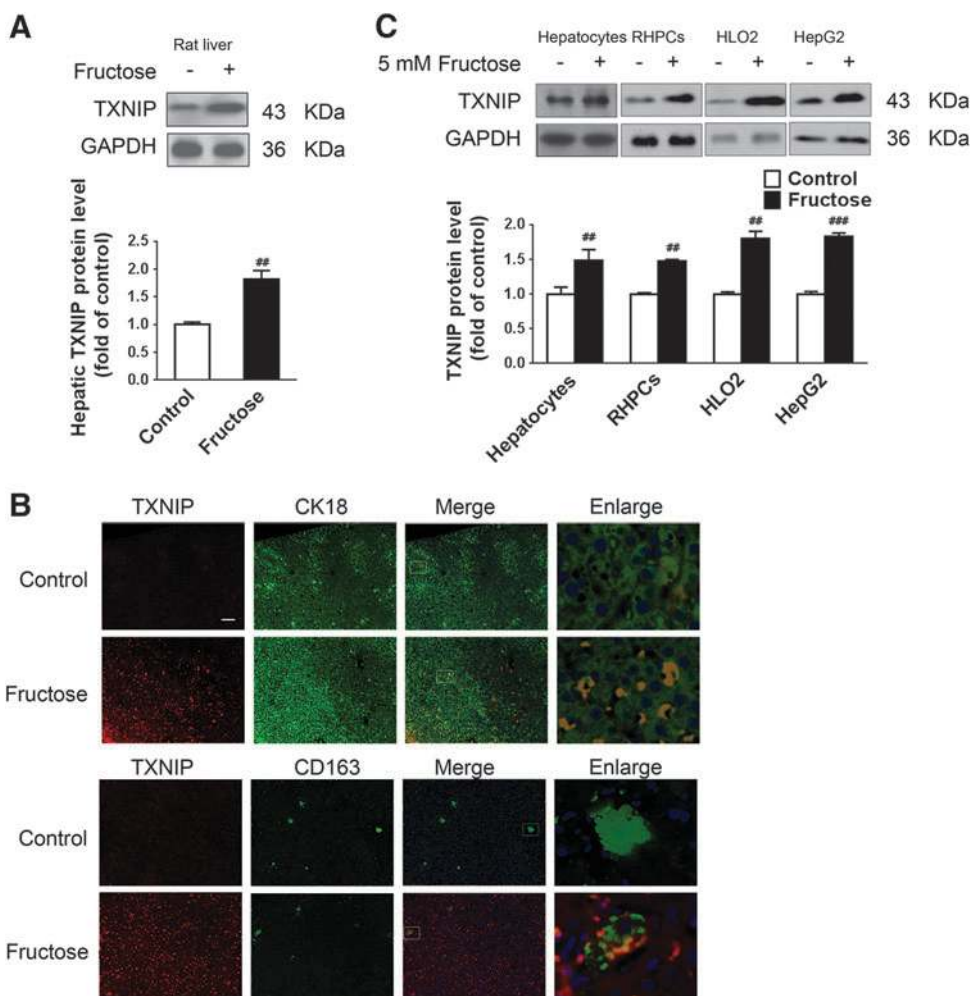 A
Rat liver
Fructose - +
TXNIP 43 KDa
GAPDH 36 KDa
Hepatic TXNIP protein level
(fold of control)
2.5
2.0
1.5
1.0
0.5
0.0
##
Control
Fructose
C
Hepatocytes RHPCs HLO2 HepG2
5 mM Fructose - + - + - + - +
TXNIP 43 KDa
GAPDH 36 KDa
Control
Fructose
TXNIP protein level
(fold of control)
2.0
1.5
1.0
0.5
0.0
## ## ## ###
Hepatocytes
RHPCs
HLO2
HepG2
B
TXNIP CK18 Merge Enlarge
Control
Fructose
TXNIP CD163 Merge Enlarge
Control
Fructose